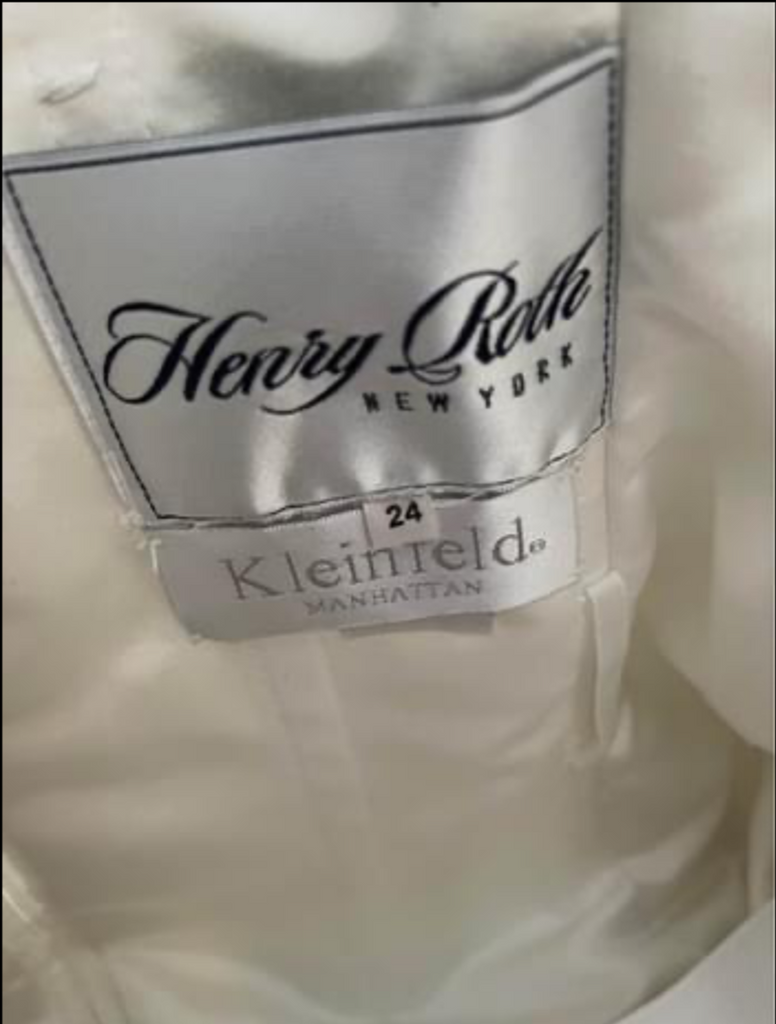 Henry Roth
NEW YORK
24
Kleinfeld®
MANHATTAN